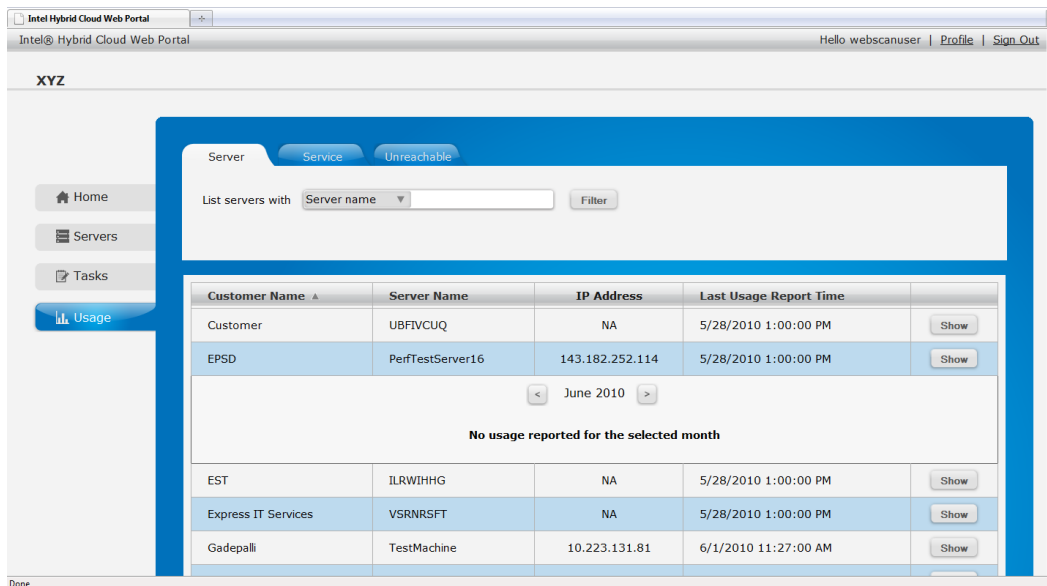 Intel Hybrid Cloud Web Portal
Intel® Hybrid Cloud Web Portal Hello webscanuser | Profile | Sign Out
XYZ
Server Service Unreachable
List servers with Server name Filter
Home
Servers
Tasks
Usage
Customer Name Server Name IP Address Last Usage Report Time
Customer UBFIVCUQ NA 5/28/2010 1:00:00 PM Show
EPSD PerfTestServer16 143.182.252.114 5/28/2010 1:00:00 PM Show
< June 2010 >
No usage reported for the selected month
EST ILRWIHHG NA 5/28/2010 1:00:00 PM Show
Express IT Services VSRNRSFT NA 5/28/2010 1:00:00 PM Show
Gadepalli TestMachine 10.223.131.81 6/1/2010 11:27:00 AM Show
Done